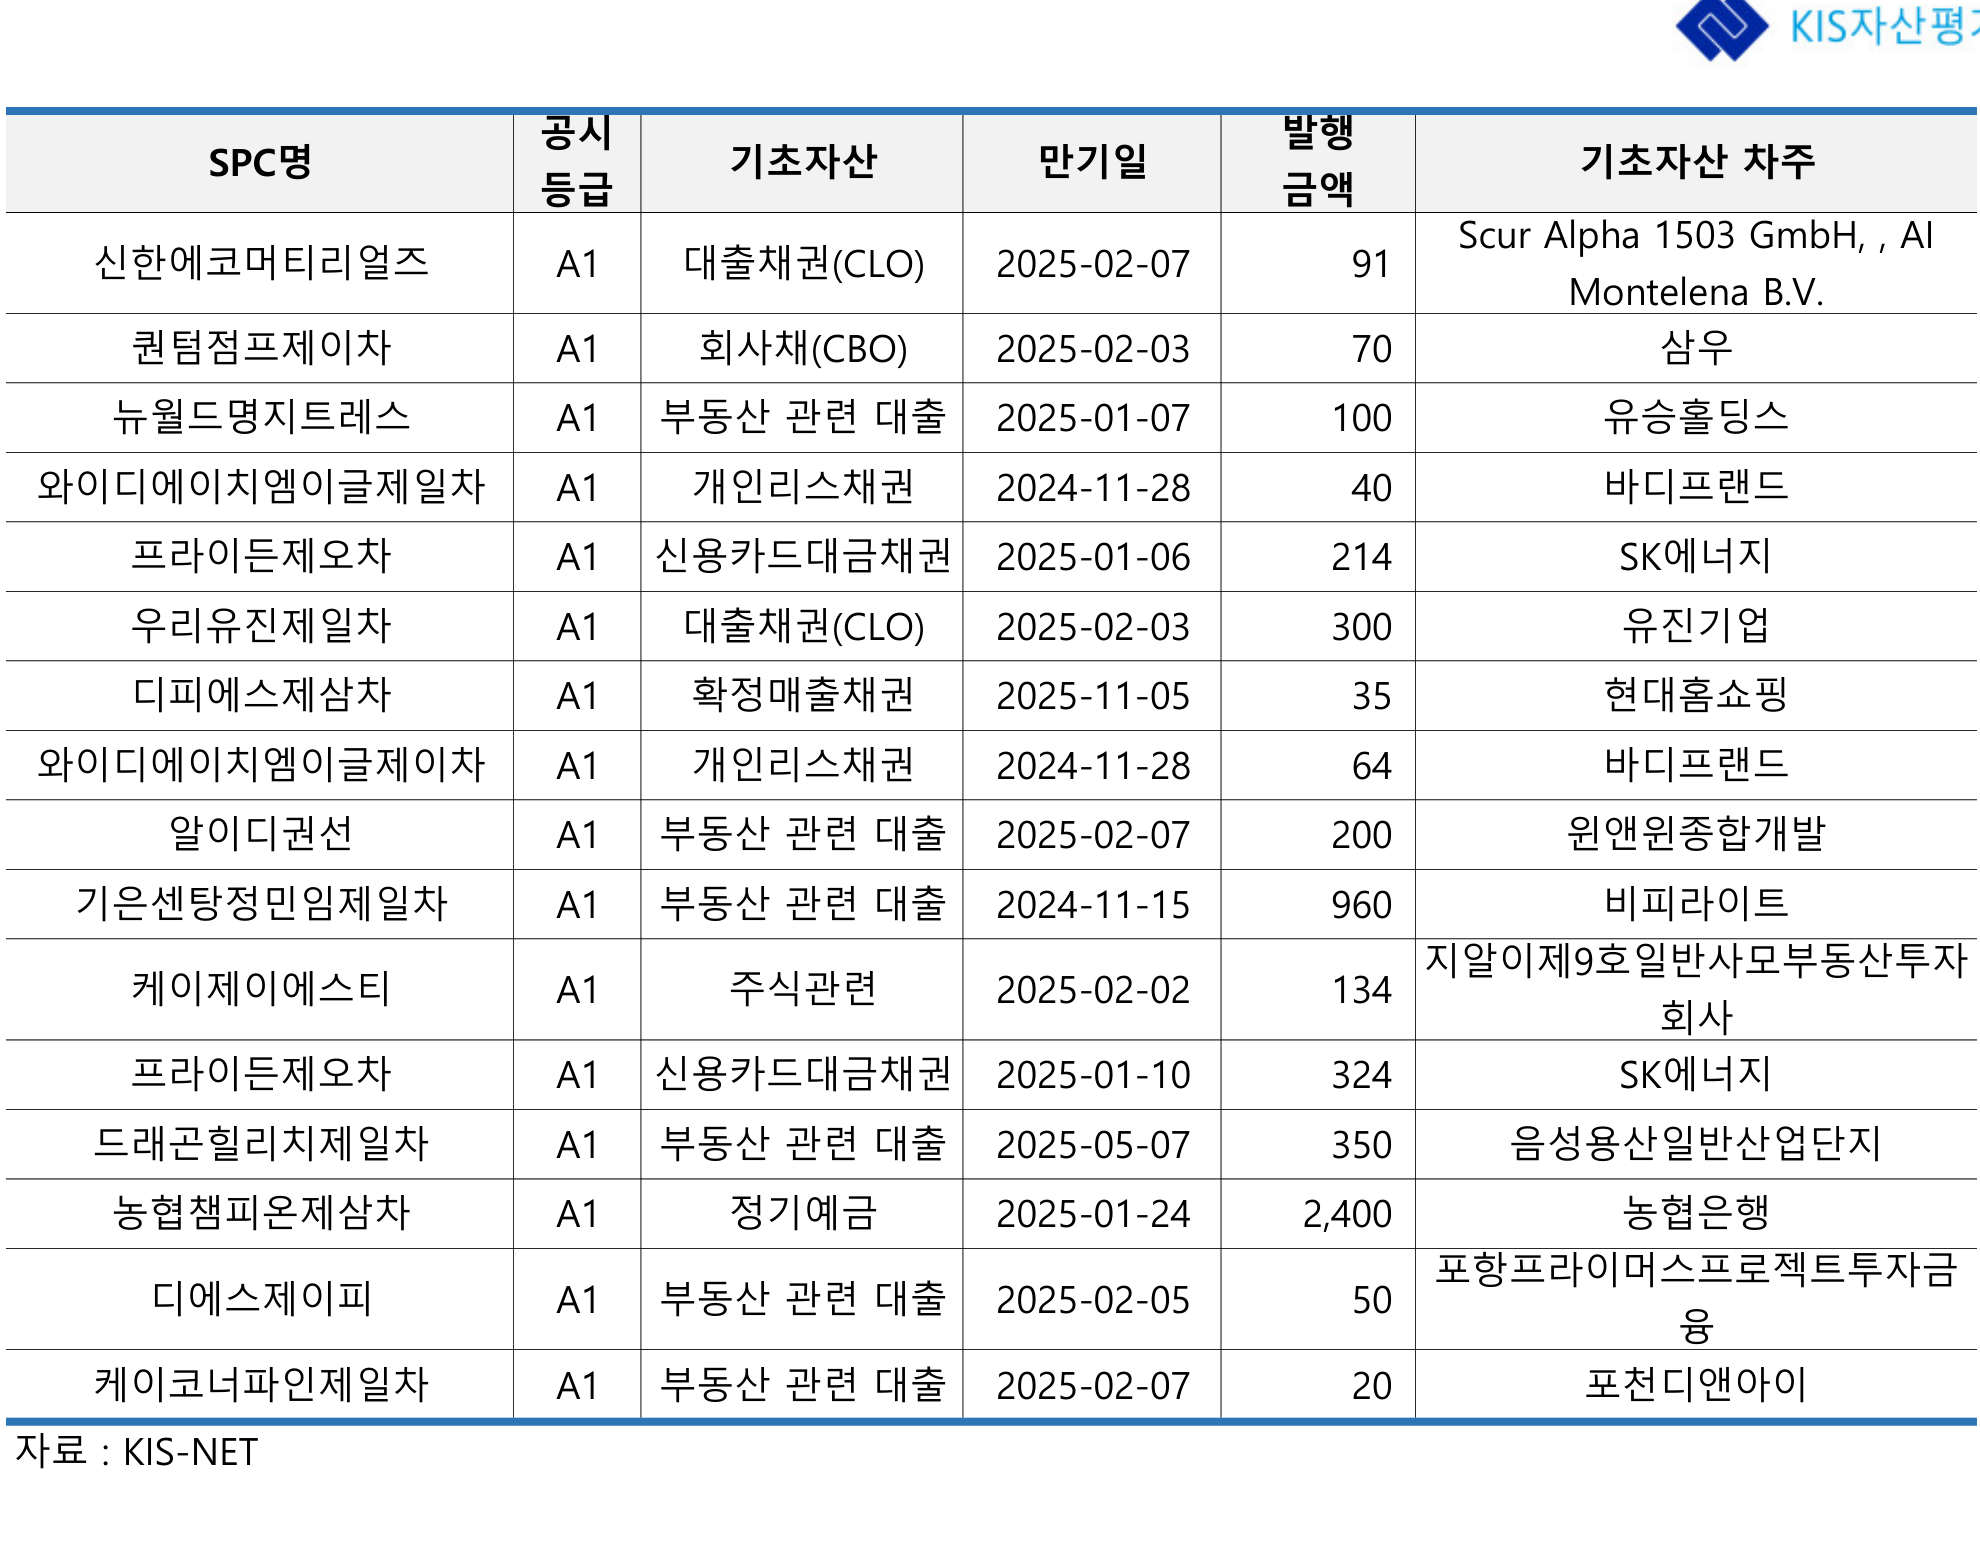 KIS자산평가
SPC명 공시등급 기초자산 만기일 발행금액 기초자산 차주
신한에코머티리얼즈 A1 대출채권(CLO) 2025-02-07 91 Scur Alpha 1503 GmbH, , AI Montelena B.V.
퀀텀점프제이차 A1 회사채(CBO) 2025-02-03 70 삼우
뉴월드명지트레스 A1 부동산 관련 대출 2025-01-07 100 유승홀딩스
와이디에이치엠이글제일차 A1 개인리스채권 2024-11-28 40 바디프랜드
프라이든제오차 A1 신용카드대금채권 2025-01-06 214 SK에너지
우리유진제일차 A1 대출채권(CLO) 2025-02-03 300 유진기업
디피에스제삼차 A1 확정매출채권 2025-11-05 35 현대홈쇼핑
와이디에이치엠이글제이차 A1 개인리스채권 2024-11-28 64 바디프랜드
알이디권선 A1 부동산 관련 대출 2025-02-07 200 윈앤윈종합개발
기은센탕정민임제일차 A1 부동산 관련 대출 2024-11-15 960 비피라이트
케이제이에스티 A1 주식관련 2025-02-02 134 지알이제9호일반사모부동산투자회사
프라이든제오차 A1 신용카드대금채권 2025-01-10 324 SK에너지
드래곤힐리치제일차 A1 부동산 관련 대출 2025-05-07 350 음성용산일반산업단지
농협챔피온제삼차 A1 정기예금 2025-01-24 2,400 농협은행
디에스제이피 A1 부동산 관련 대출 2025-02-05 50 포항프라이머스프로젝트투자금융
케이코너파인제일차 A1 부동산 관련 대출 2025-02-07 20 포천디앤아이
자료 : KIS-NET